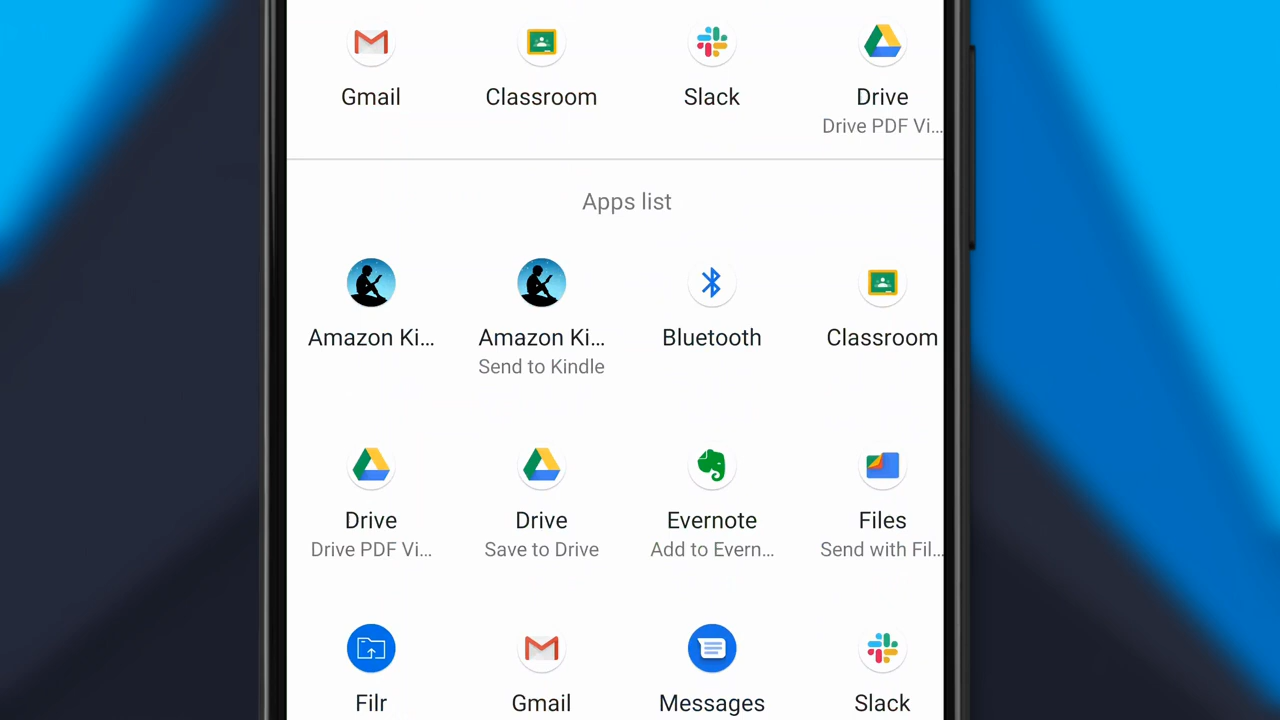 Gmail Classroom Slack Drive
Drive PDF Vi...
Apps list
Amazon Ki... Amazon Ki... Bluetooth Classroom
Send to Kindle
Drive Drive Evernote Files
Drive PDF Vi... Save to Drive Add to Evern... Send with Fil...
Filr Gmail Messages Slack